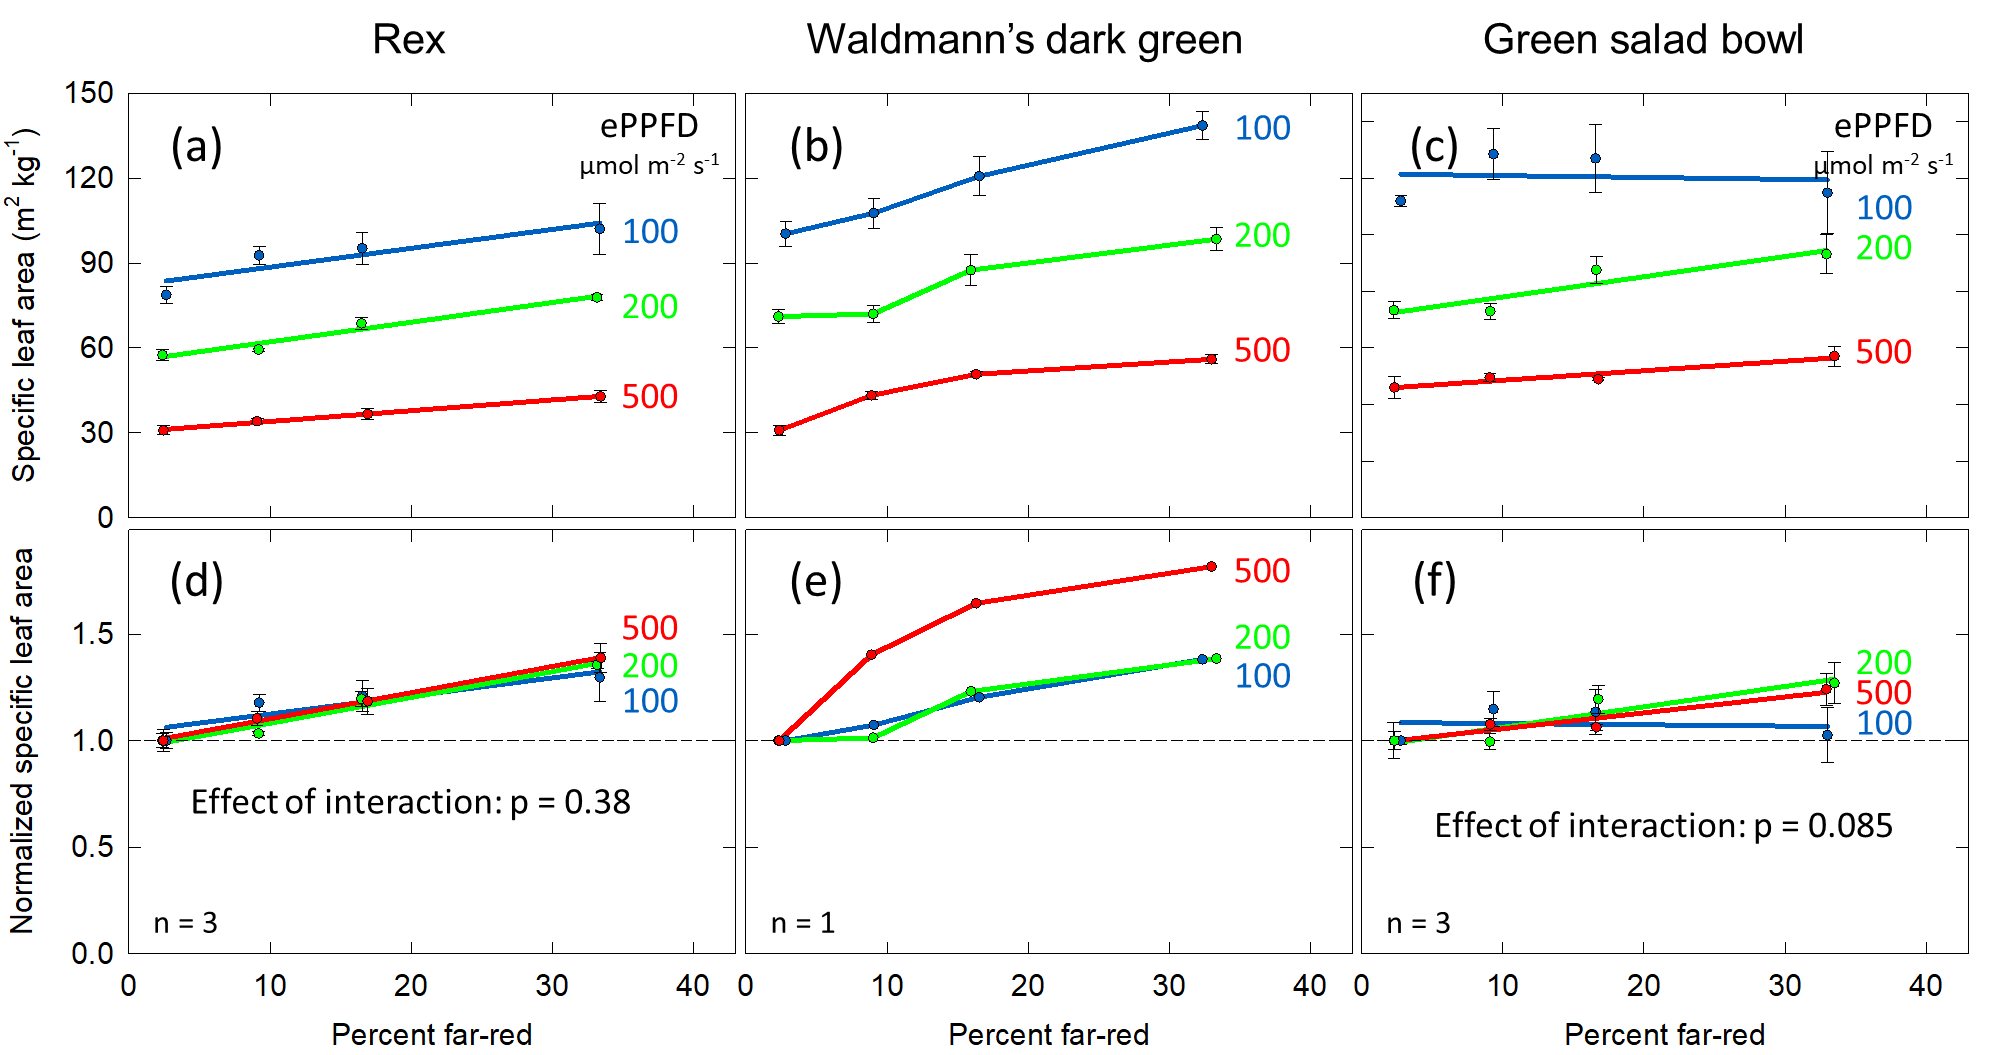 Rex
Waldmann's dark green
Green salad bowl
Specific leaf area (m² kg⁻¹)
150
120
90
60
30
0
(a)
ePPFD
µmol m⁻² s⁻¹
100
200
500
(b)
100
200
500
(c)
ePPFD
µmol m⁻² s⁻¹
100
200
500
Normalized specific leaf area
1.5
1.0
0.5
0.0
(d)
500
200
100
Effect of interaction: p = 0.38
n = 3
(e)
500
200
100
n = 1
(f)
200
500
100
Effect of interaction: p = 0.085
n = 3
0 10 20 30 40
0 10 20 30 40
0 10 20 30 40
Percent far-red
Percent far-red
Percent far-red